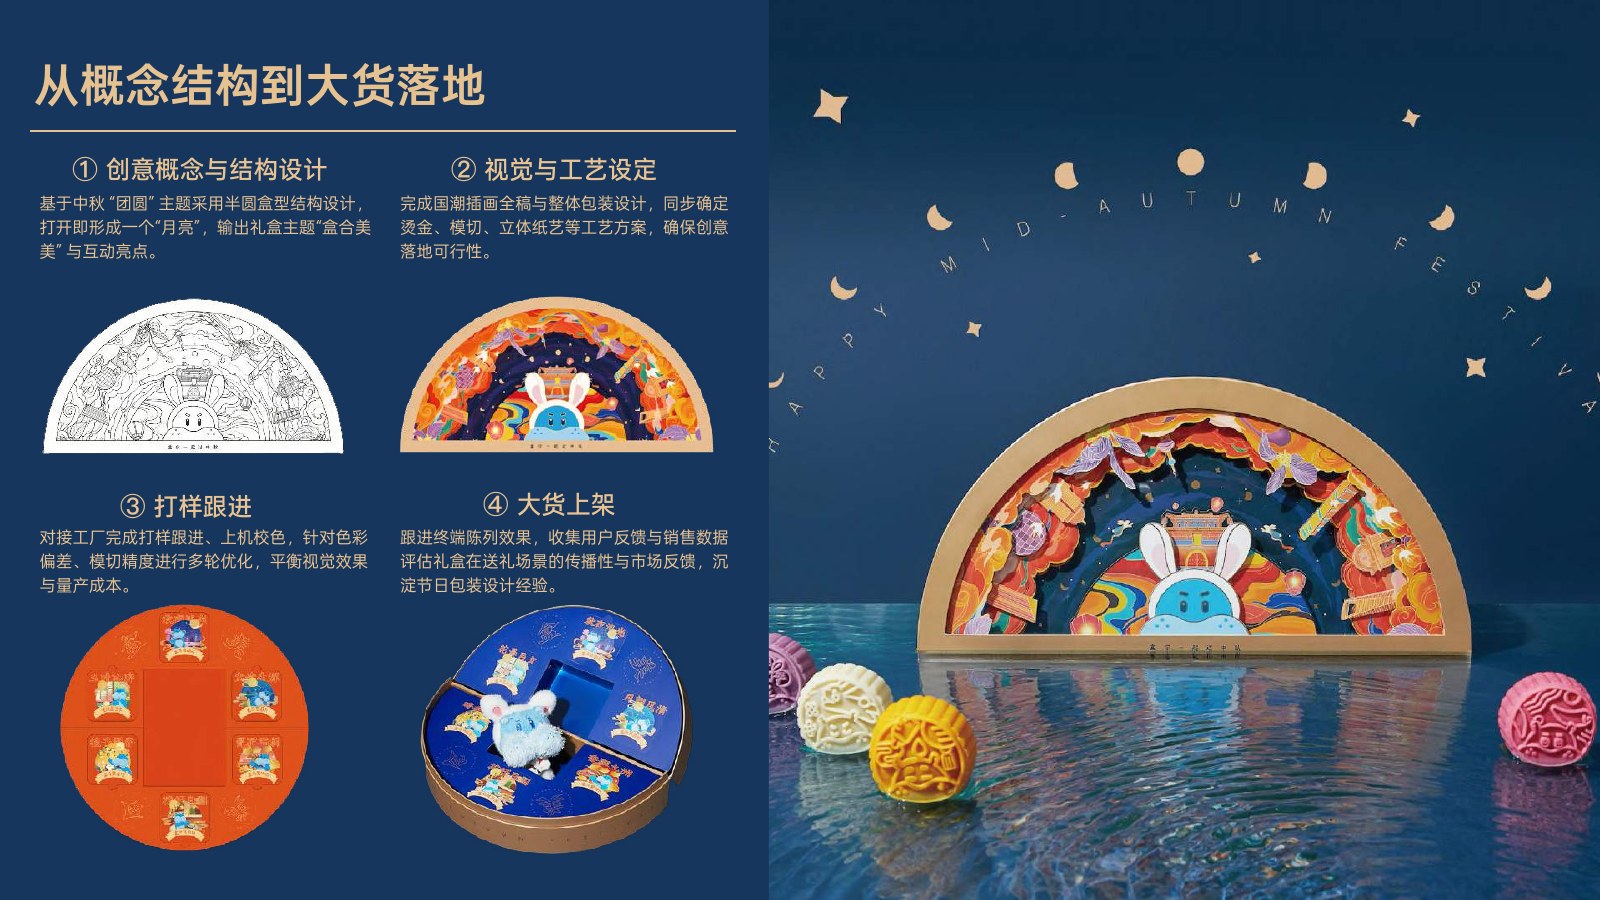 从概念结构到大货落地
① 创意概念与结构设计
基于中秋 “团圆” 主题采用半圆盒型结构设计，
打开即形成一个“月亮”，输出礼盒主题“盒合美
美” 与互动亮点。
② 视觉与工艺设定
完成国潮插画全稿与整体包装设计，同步确定
烫金、模切、立体纸艺等工艺方案，确保创意
落地可行性。
③ 打样跟进
对接工厂完成打样跟进、上机校色，针对色彩
偏差、模切精度进行多轮优化，平衡视觉效果
与量产成本。
④ 大货上架
跟进终端陈列效果，收集用户反馈与销售数据
评估礼盒在送礼场景的传播性与市场反馈，沉
淀节日包装设计经验。
HAPPY MID-AUTUMN FESTIVA